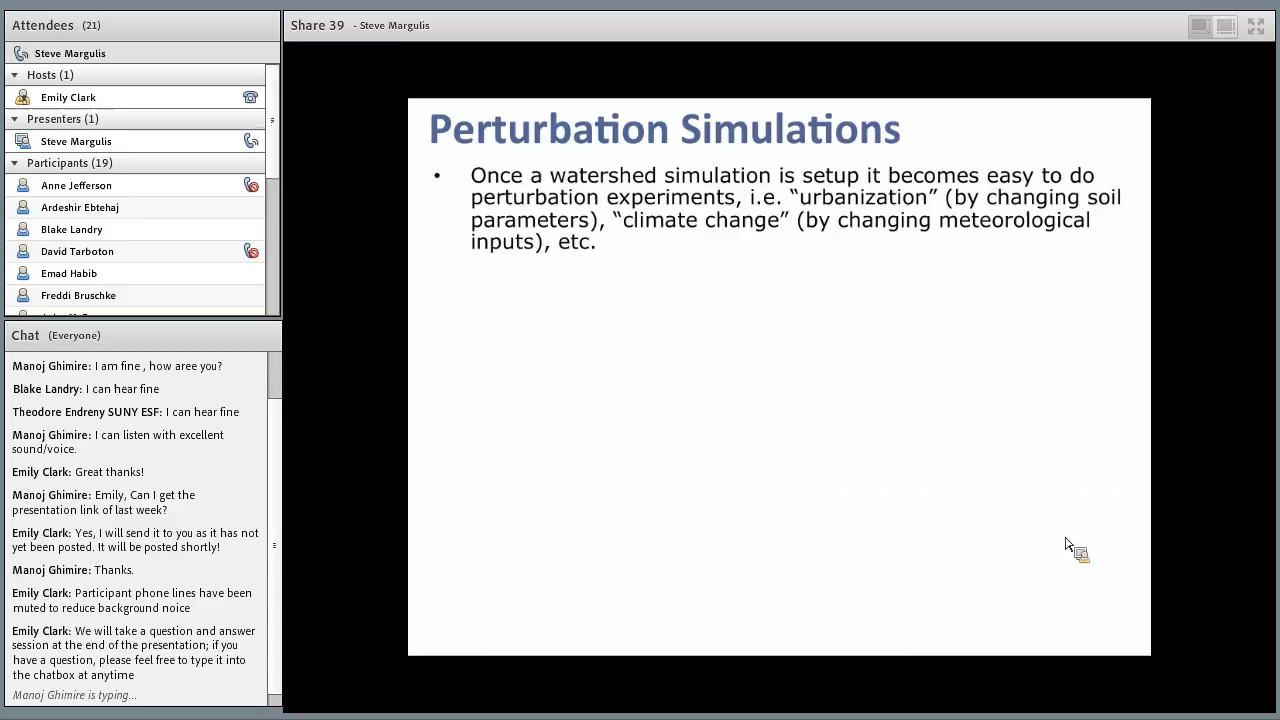 Attendees (21)
Steve Margulis
Hosts (1)
Emily Clark
Presenters (1)
Steve Margulis
Participants (19)
Anne Jefferson
Ardeshir Ebtehaj
Blake Landry
David Tarboton
Emad Habib
Freddi Bruschke
Chat (Everyone)
Manoj Ghimire: I am fine , how aree you?
Blake Landry: I can hear fine
Theodore Endreny SUNY ESF: I can hear fine
Manoj Ghimire: I can listen with excellent
sound/voice.
Emily Clark: Great thanks!
Manoj Ghimire: Emily, Can I get the
presentation link of last week?
Emily Clark: Yes, I will send it to you as it has not
yet been posted. It will be posted shortly!
Manoj Ghimire: Thanks.
Emily Clark: Participant phone lines have been
muted to reduce background noice
Emily Clark: We will take a question and answer
session at the end of the presentation; if you
have a question, please feel free to type it into
the chatbox at anytime
Manoj Ghimire is typing...
Share 39 - Steve Margulis
Perturbation Simulations
• Once a watershed simulation is setup it becomes easy to do
perturbation experiments, i.e. “urbanization” (by changing soil
parameters), “climate change” (by changing meteorological
inputs), etc.